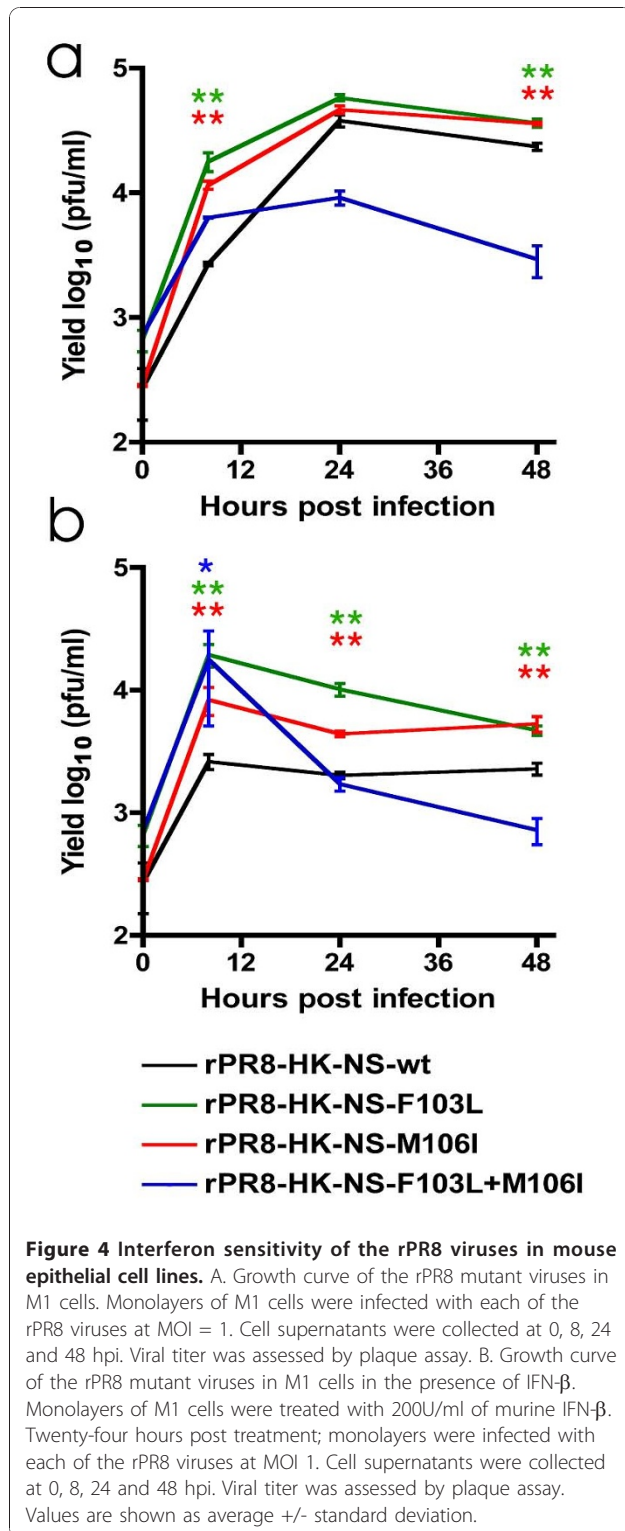 a
Yield log10 (pfu/ml)
5
4
3
2
**
**
**
**
0 12 24 36 48
Hours post infection
b
Yield log10 (pfu/ml)
5
4
3
2
*
**
**
**
**
**
**
0 12 24 36 48
Hours post infection
rPR8-HK-NS-wt
rPR8-HK-NS-F103L
rPR8-HK-NS-M106I
rPR8-HK-NS-F103L+M106I
Figure 4 Interferon sensitivity of the rPR8 viruses in mouse
epithelial cell lines. A. Growth curve of the rPR8 mutant viruses in
M1 cells. Monolayers of M1 cells were infected with each of the
rPR8 viruses at MOI = 1. Cell supernatants were collected at 0, 8, 24
and 48 hpi. Viral titer was assessed by plaque assay. B. Growth curve
of the rPR8 mutant viruses in M1 cells in the presence of IFN-β.
Monolayers of M1 cells were treated with 200U/ml of murine IFN-β.
Twenty-four hours post treatment; monolayers were infected with
each of the rPR8 viruses at MOI 1. Cell supernatants were collected
at 0, 8, 24 and 48 hpi. Viral titer was assessed by plaque assay.
Values are shown as average +/- standard deviation.